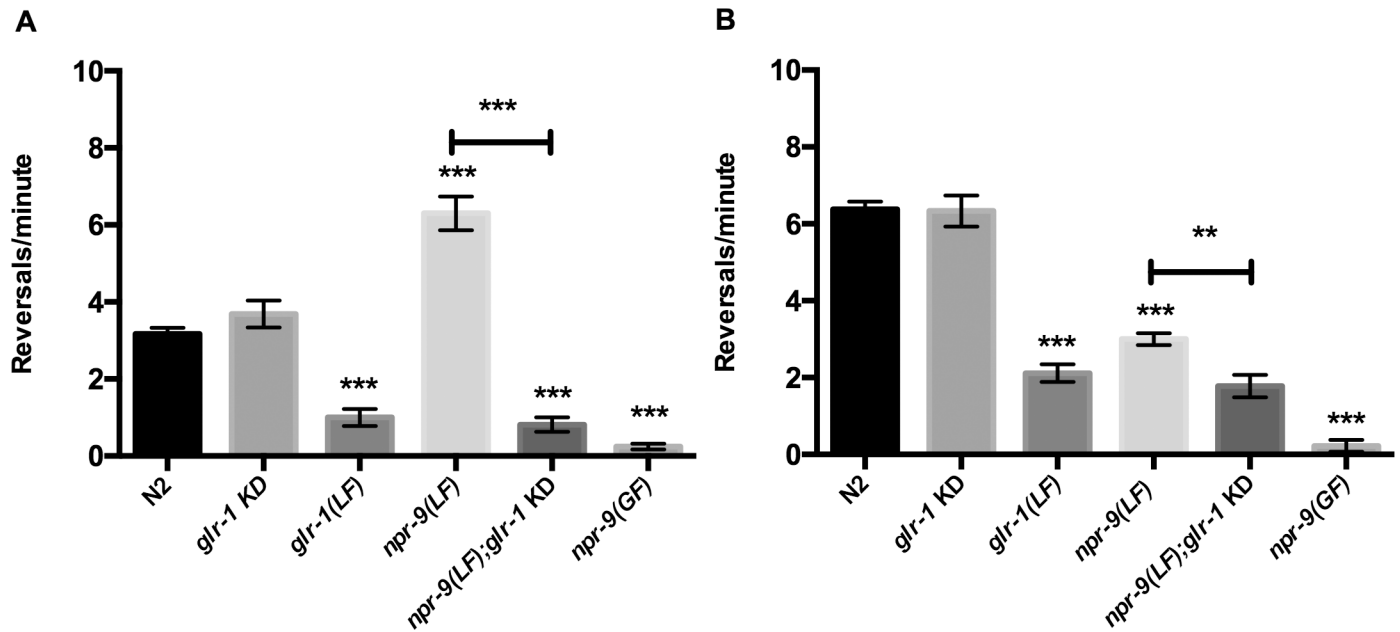 A
Reversals/minute
10
8
6
4
2
0
***
***
***
***
***
N2
glr-1 KD
glr-1(LF)
npr-9(LF)
npr-9(LF);glr-1 KD
npr-9(GF)
B
Reversals/minute
10
8
6
4
2
0
**
***
***
***
N2
glr-1 KD
glr-1(LF)
npr-9(LF)
npr-9(LF);glr-1 KD
npr-9(GF)